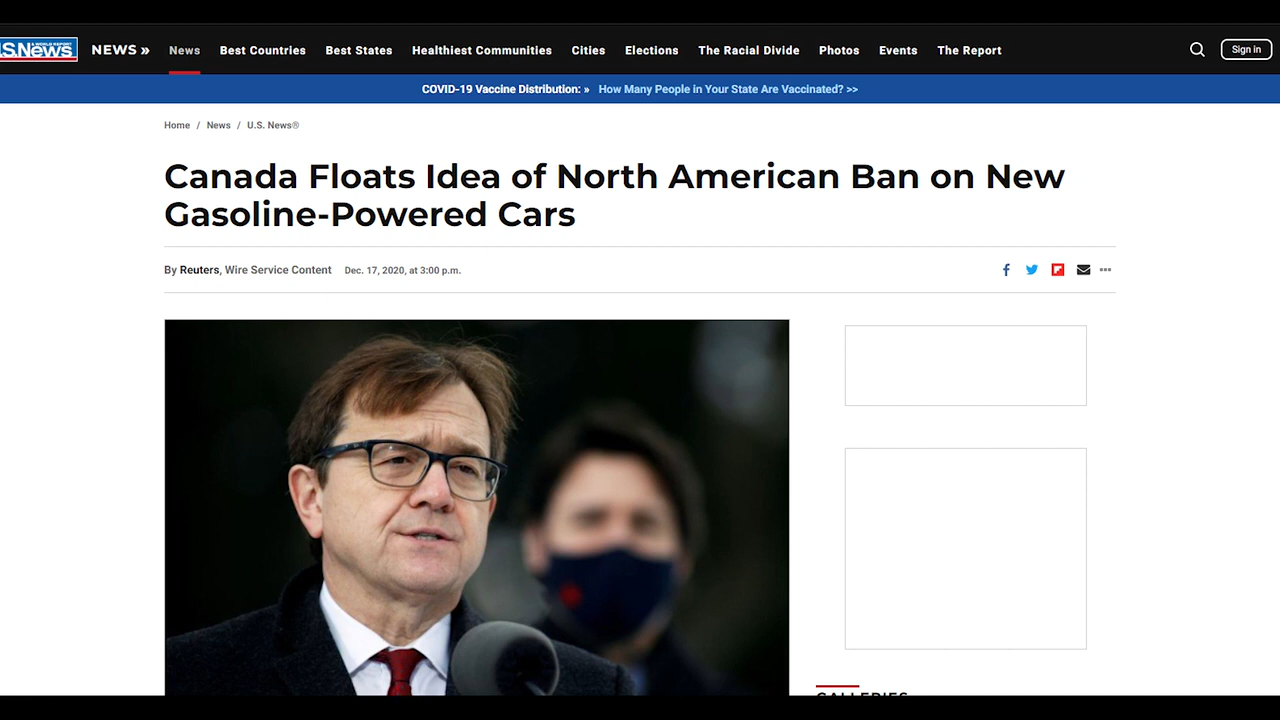 S.News
NEWS »
News
Best Countries
Best States
Healthiest Communities
Cities
Elections
The Racial Divide
Photos
Events
The Report
Sign in
COVID-19 Vaccine Distribution: » How Many People in Your State Are Vaccinated? >>
Home / News / U.S. News®
Canada Floats Idea of North American Ban on New
Gasoline-Powered Cars
By Reuters, Wire Service Content Dec. 17, 2020, at 3:00 p.m.
GALLERIES